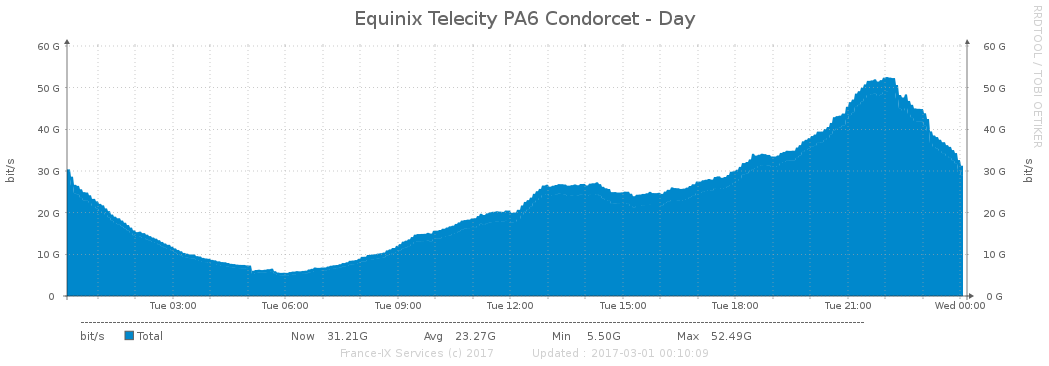 Equinix Telecity PA6 Condorcet - Day
RRDTOOL / TOBI OETIKER
bit/s
60 G
50 G
40 G
30 G
20 G
10 G
0
60 G
50 G
40 G
30 G
20 G
10 G
0 G
bit/s
Tue 03:00 Tue 06:00 Tue 09:00 Tue 12:00 Tue 15:00 Tue 18:00 Tue 21:00 Wed 00:00
bit/s Total Now 31.21G Avg 23.27G Min 5.50G Max 52.49G
France-IX Services (c) 2017 Updated : 2017-03-01 00:10:09